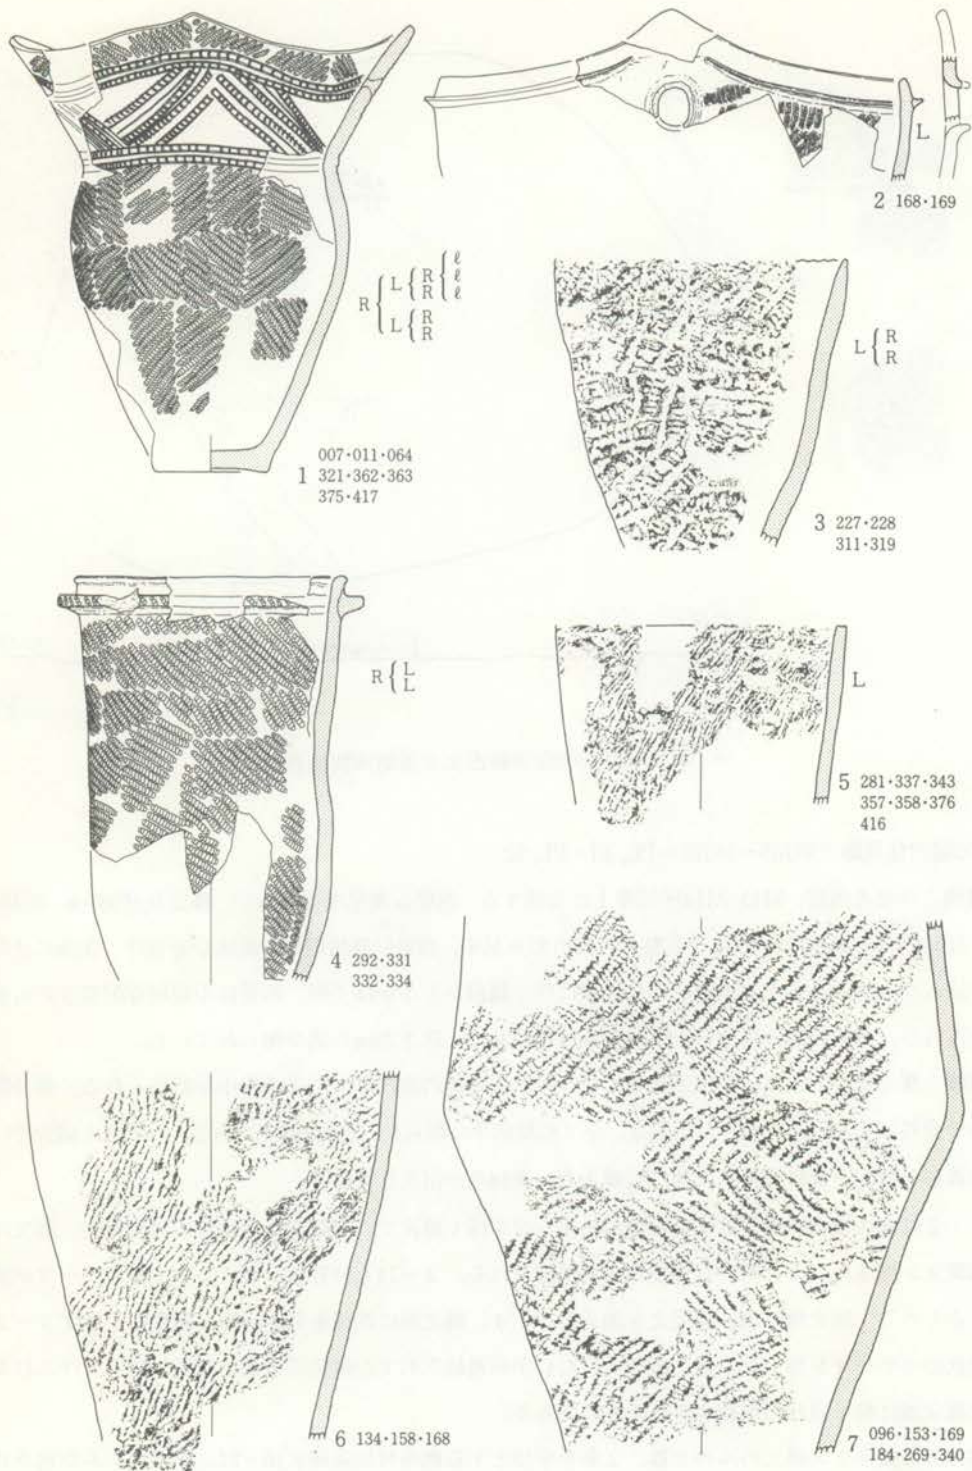 L
2 168·169
R { L { R { ℓ
R ℓ
ℓ
L { R
R
1 007·011·064
321·362·363
375·417
L { R
R
3 227·228
311·319
R { L
L
4 292·331
332·334
L
5 281·337·343
357·358·376
416
6 134·158·168
7 096·153·169
184·269·340